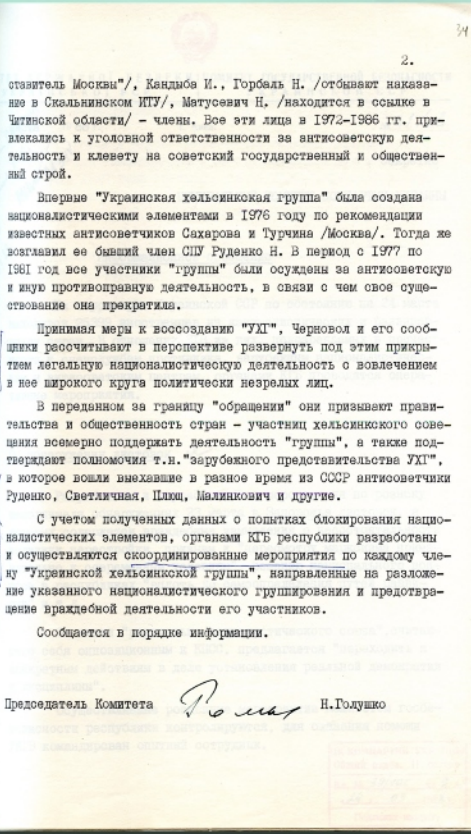 34
2.
ставитель Москвы"/, Кандыба И., Горбаль Н. /отбывают наказа-
ние в Скальнинском ИТУ/, Матусевич Н. /находится в ссылке в
Читинской области/ - члены. Все эти лица в 1972-1986 гг. при-
влекались к уголовной ответственности за антисоветскую дея-
тельность и клевету на советский государственный и обществен-
ный строй.
Впервые "Украинская хельсинкская группа" была создана
националистическими элементами в 1976 году по рекомендации
известных антисоветчиков Сахарова и Турчина /Москва/. Тогда же
возглавил ее бывший член СПУ Руденко Н. В период с 1977 по
1981 год все участники "группы" были осуждены за антисоветскую
и иную противоправную деятельность, в связи с чем свое суще-
ствование она прекратила.
Принимая меры к воссозданию "УХГ", Черновол и его сооб-
щники рассчитывают в перспективе развернуть под этим прикры-
тием легальную националистическую деятельность с вовлечением
в нее широкого круга политически незрелых лиц.
В переданном за границу "обращении" они призывают прави-
тельства и общественность стран - участниц хельсинкского сове-
щания всемерно поддержать деятельность "группы", а также под-
тверждают полномочия т.н."зарубежного представительства УХГ",
в которое вошли выехавшие в разное время из СССР антисоветчики
Руденко, Светличная, Плющ, Малинкович и другие.
С учетом полученных данных о попытках блокирования нацио-
налистических элементов, органами КГБ республики разработаны
и осуществляются скоординированные мероприятия по каждому чле-
ну "Украинской хельсинкской группы", направленные на разложе-
ние указанного националистического группирования и предотвра-
щение враждебной деятельности его участников.
Сообщается в порядке информации.
Председатель Комитета Н.Голушко